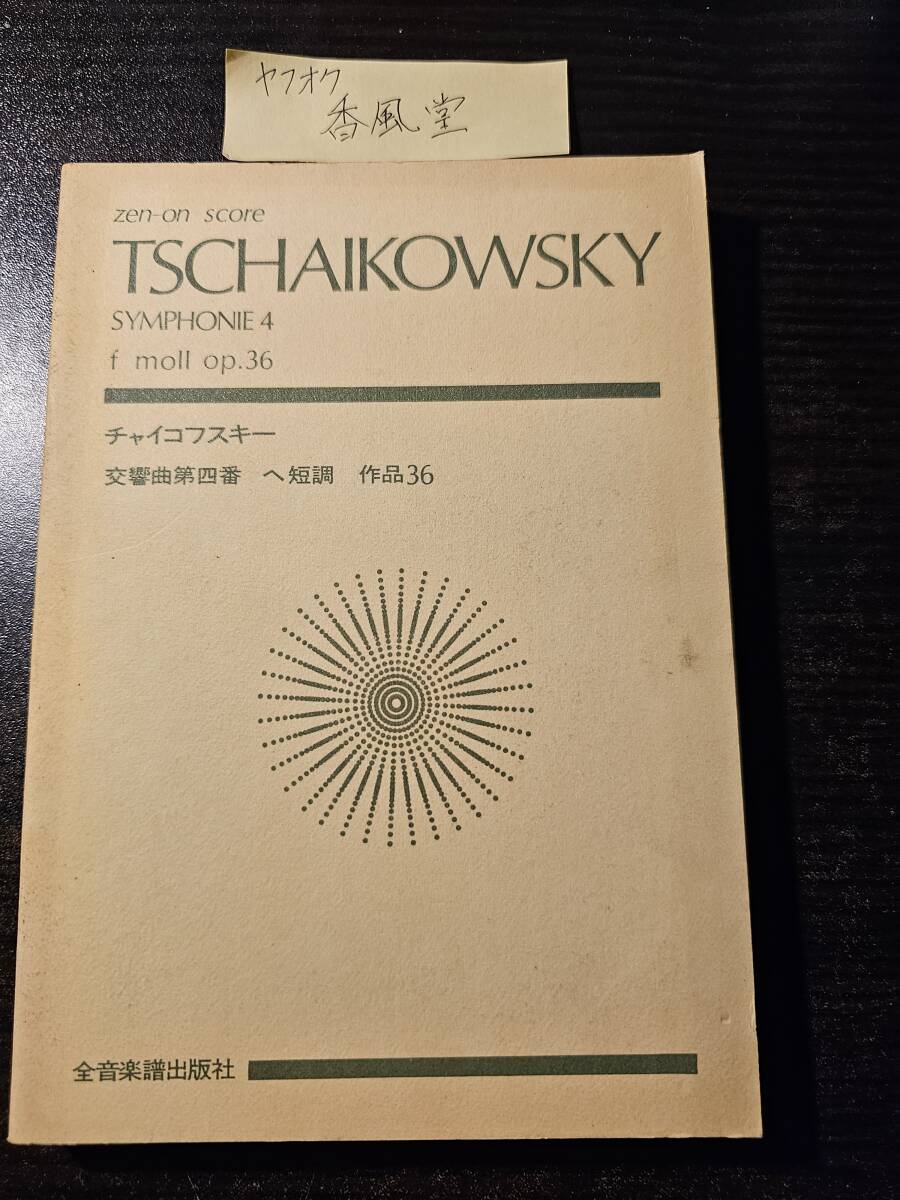 ヤフオク
香風堂
zen-on score
TSCHAIKOWSKY
SYMPHONIE 4
f moll op.36
チャイコフスキー
交響曲第四番 ヘ短調 作品36
全音楽譜出版社